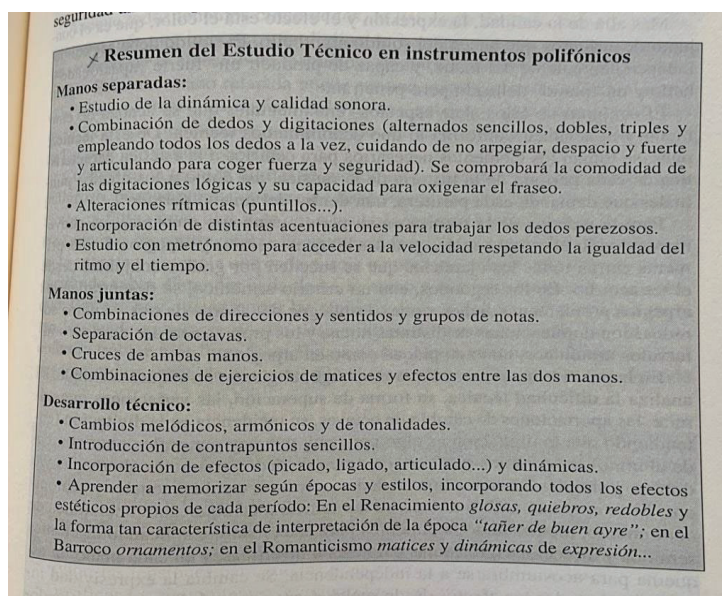 seguridad
Resumen del Estudio Técnico en instrumentos polifónicos
Manos separadas:
• Estudio de la dinámica y calidad sonora.
• Combinación de dedos y digitaciones (alternados sencillos, dobles, triples y
empleando todos los dedos a la vez, cuidando de no arpegiar, despacio y fuerte
y articulando para coger fuerza y seguridad). Se comprobará la comodidad de
las digitaciones lógicas y su capacidad para oxigenar el fraseo.
• Alteraciones rítmicas (puntillos...).
• Incorporación de distintas acentuaciones para trabajar los dedos perezosos.
• Estudio con metrónomo para acceder a la velocidad respetando la igualdad del
ritmo y el tiempo.
Manos juntas:
• Combinaciones de direcciones y sentidos y grupos de notas.
• Separación de octavas.
• Cruces de ambas manos.
• Combinaciones de ejercicios de matices y efectos entre las dos manos.
Desarrollo técnico:
• Cambios melódicos, armónicos y de tonalidades.
• Introducción de contrapuntos sencillos.
• Incorporación de efectos (picado, ligado, articulado...) y dinámicas.
• Aprender a memorizar según épocas y estilos, incorporando todos los efectos
estéticos propios de cada período: En el Renacimiento glosas, quiebros, redobles y
la forma tan característica de interpretación de la época “tañer de buen ayre”; en el
Barroco ornamentos; en el Romanticismo matices y dinámicas de expresión...